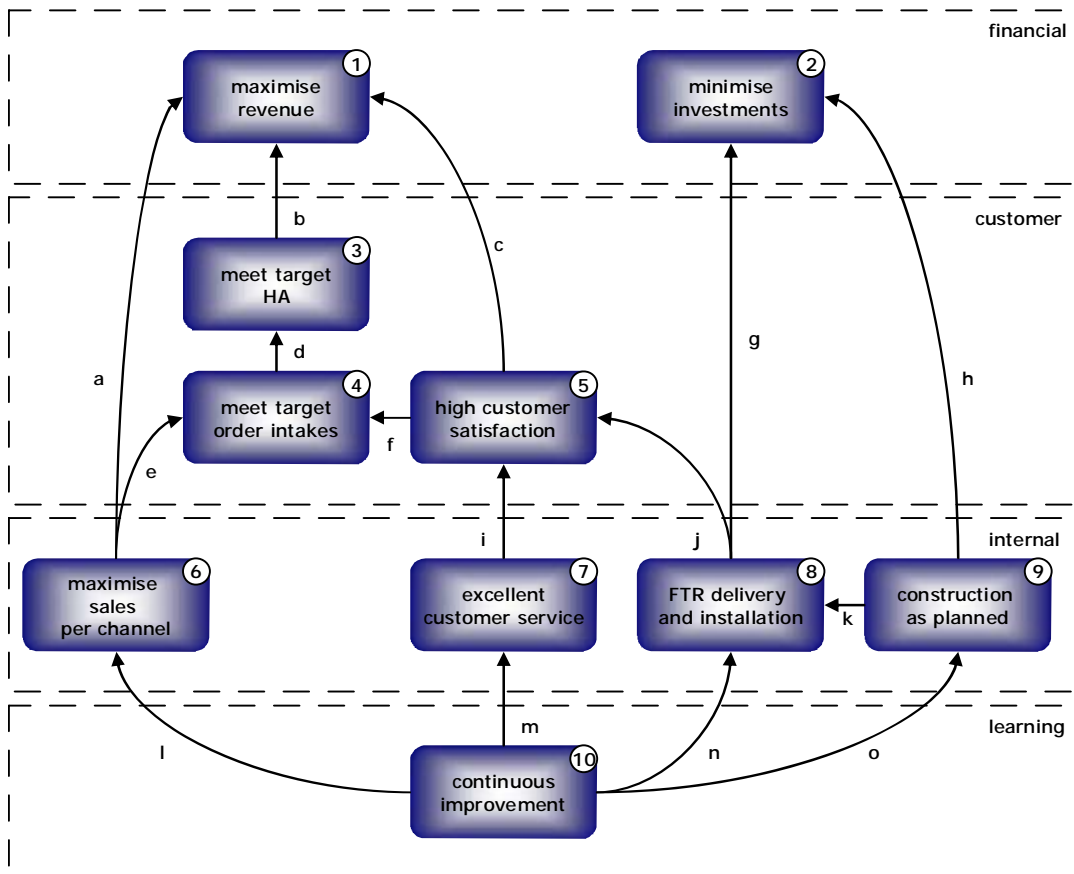 financial
1
maximise
revenue
2
minimise
investments
customer
b
3
meet target
HA
c
d
g
a
h
4
meet target
order intakes
5
high customer
satisfaction
f
e
i
j
internal
6
maximise
sales
per channel
7
excellent
customer service
8
FTR delivery
and installation
9
construction
as planned
k
learning
l
m
n
o
10
continuous
improvement